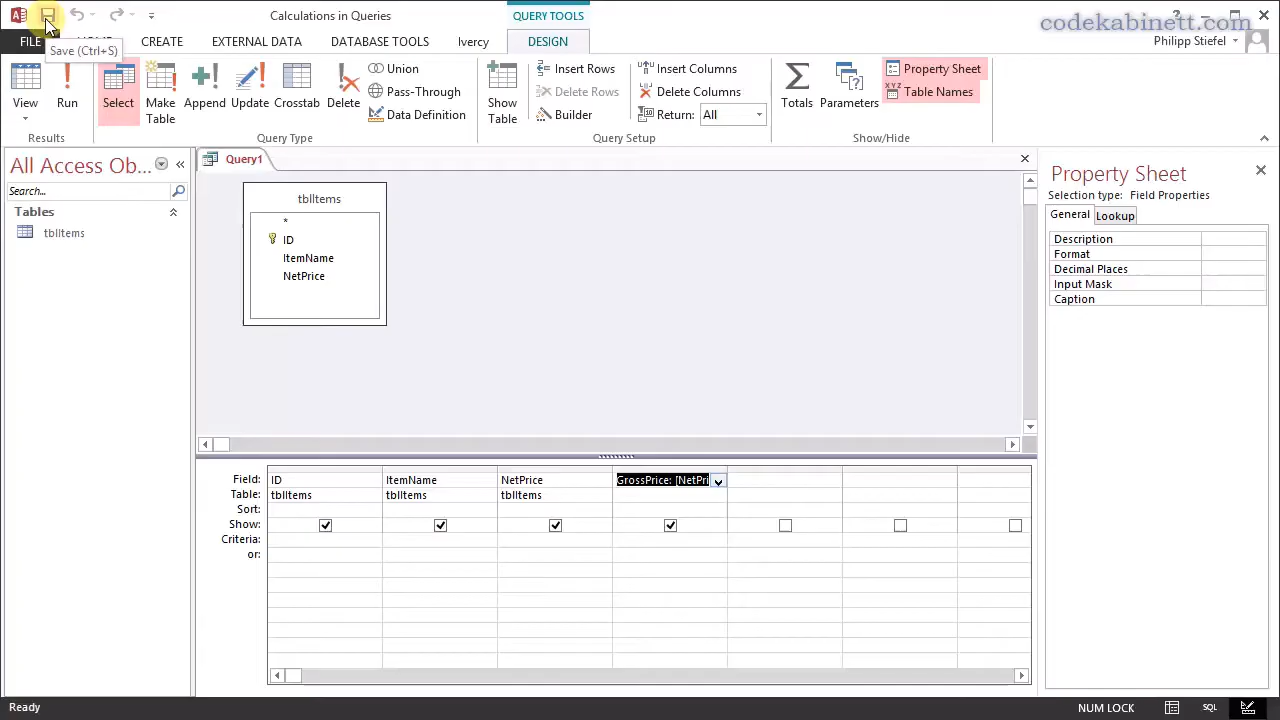 Calculations in Queries
QUERY TOOLS
?
codekabinett.com
FILE
CREATE
EXTERNAL DATA
DATABASE TOOLS
Ivercy
DESIGN
Philipp Stiefel
Save (Ctrl+S)
View
Run
Select
Make
Table
Append
Update
Crosstab
Delete
Union
Pass-Through
Data Definition
Show
Table
Insert Rows
Delete Rows
Builder
Insert Columns
Delete Columns
Return: All
Totals
Parameters
Property Sheet
XYZ
Table Names
Results
Query Type
Query Setup
Show/Hide
All Access Ob...
Search...
Tables
tblItems
Query1
tblItems
*
ID
ItemName
NetPrice
Property Sheet
Selection type: Field Properties
General
Lookup
Description
Format
Decimal Places
Input Mask
Caption
Field: ID ItemName NetPrice GrossPrice: [NetPri
Table: tblItems tblItems tblItems
Sort:
Show:
Criteria:
or:
Ready
NUM LOCK
SQL